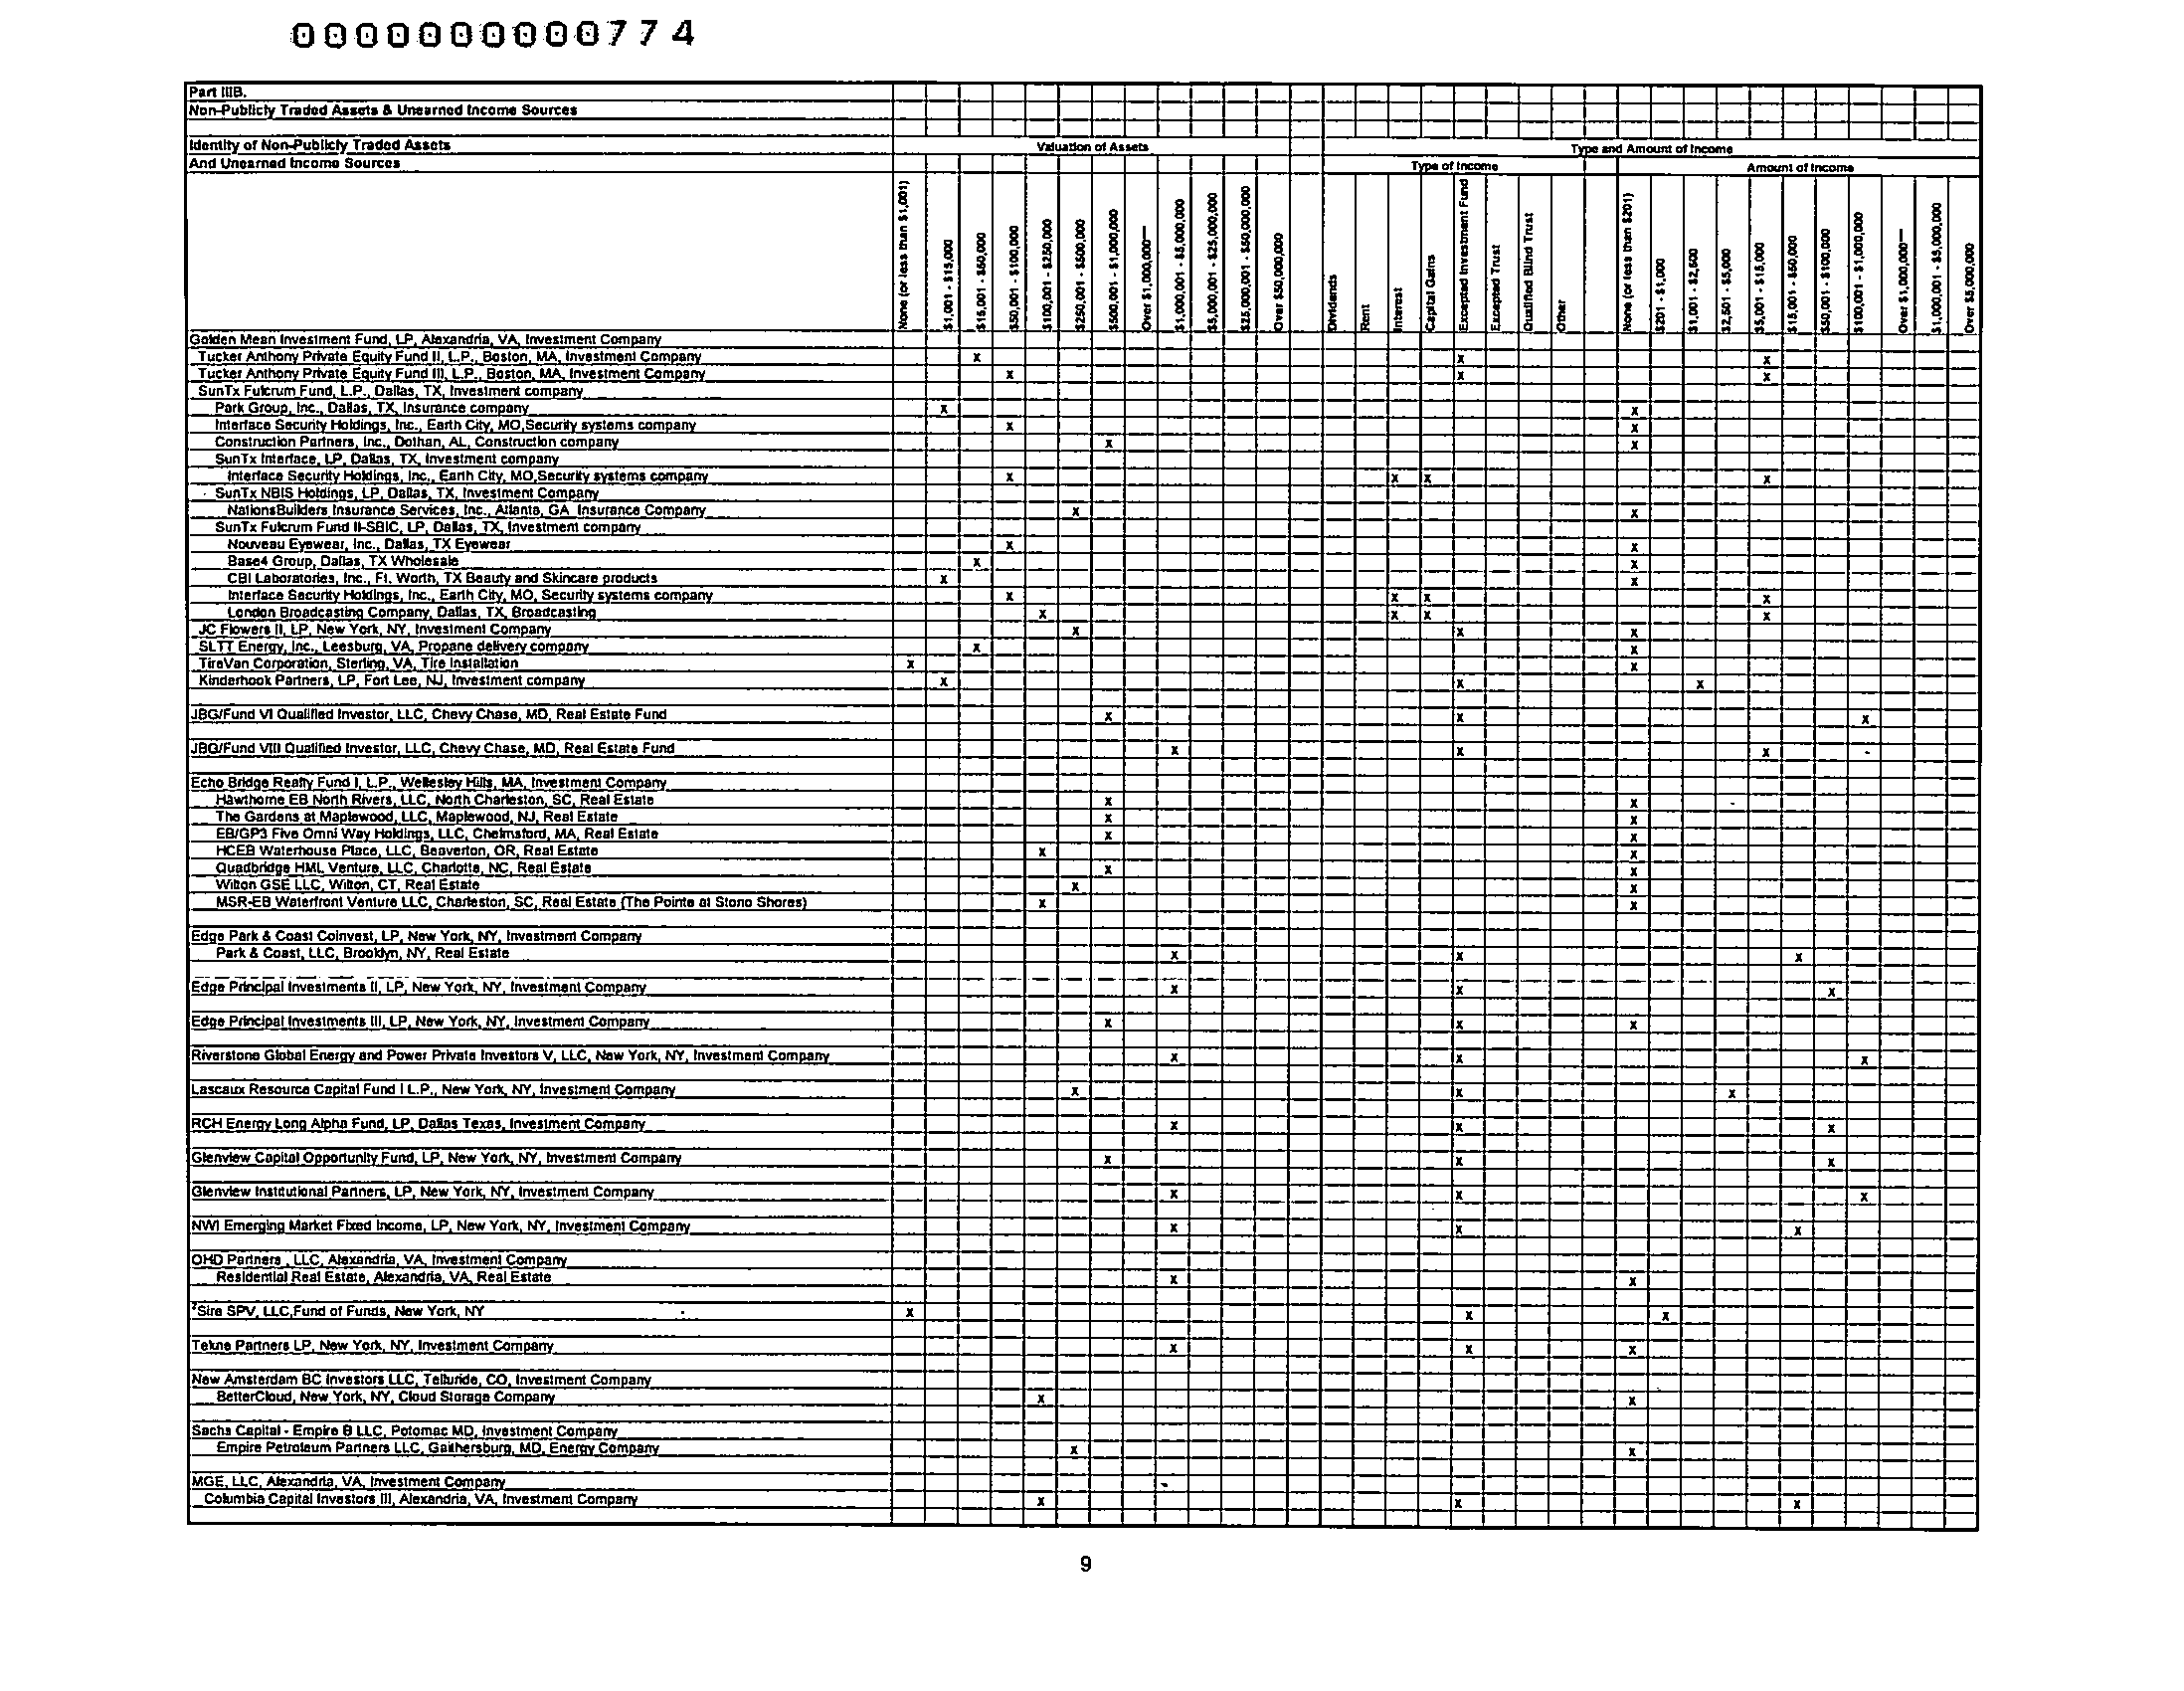 0000000000774
Part IIIB.
Non-Publicly Traded Assets & Unearned Income Sources
Identity of Non-Publicly Traded Assets Valuation of Assets Type and Amount of Income
And Unearned Income Sources Type of Income Amount of Income
None (or less than $1,001)
$1,001 - $15,000
$15,001 - $50,000
$50,001 - $100,000
$100,001 - $250,000
$250,001 - $500,000
$500,001 - $1,000,000
Over $1,000,000—
$1,000,001 - $5,000,000
$5,000,001 - $25,000,000
$25,000,001 - $50,000,000
Over $50,000,000
Dividends
Rent
Interest
Capital Gains
Excepted Investment Fund
Excepted Trust
Qualified Blind Trust
Other
None (or less than $201)
$201 - $1,000
$1,001 - $2,500
$2,501 - $5,000
$5,001 - $15,000
$15,001 - $50,000
$50,001 - $100,000
$100,001 - $1,000,000
Over $1,000,000—
$1,000,001 - $5,000,000
Over $5,000,000
Golden Mean Investment Fund, LP, Alexandria, VA, Investment Company
Tucker Anthony Private Equity Fund II, L.P., Boston, MA, Investment Company x x x
Tucker Anthony Private Equity Fund III, L.P., Boston, MA, Investment Company x x x
SunTx Fulcrum Fund, L.P., Dallas, TX, Investment company
Park Group, Inc., Dallas, TX, Insurance company x x
Interface Security Holdings, Inc., Earth City, MO,Security systems company x x
Construction Partners, Inc., Dothan, AL, Construction company x x
SunTx Interface, LP, Dallas, TX, Investment company
Interface Security Holdings, Inc., Earth City, MO,Security systems company x x x x
SunTx NBIS Holdings, LP, Dallas, TX, Investment Company
NationsBuilders Insurance Services, Inc., Atlanta, GA Insurance Company x x
SunTx Fulcrum Fund II-SBIC, LP, Dallas, TX, Investment company
Nouveau Eyewear, Inc., Dallas, TX Eyewear x x
Base4 Group, Dallas, TX Wholesale x x
CBI Laboratories, Inc., Ft. Worth, TX Beauty and Skincare products x x
Interface Security Holdings, Inc., Earth City, MO, Security systems company x x x x
London Broadcasting Company, Dallas, TX, Broadcasting x x x x
JC Flowers II, LP, New York, NY, Investment Company x x x
SLTT Energy, Inc., Leesburg, VA, Propane delivery company x x
TireVan Corporation, Sterling, VA, Tire Installation x x
Kinderhook Partners, LP, Fort Lee, NJ, Investment company x x x
JBG/Fund VI Qualified Investor, LLC, Chevy Chase, MD, Real Estate Fund x x x
JBG/Fund VIII Qualified Investor, LLC, Chevy Chase, MD, Real Estate Fund x x x
Echo Bridge Realty Fund I, L.P., Wellesley Hills, MA, Investment Company
Hawthorne EB North Rivers, LLC, North Charleston, SC, Real Estate x x
The Gardens at Maplewood, LLC, Maplewood, NJ, Real Estate x x
EB/GP3 Five Omni Way Holdings, LLC, Chelmsford, MA, Real Estate x x
HCEB Waterhouse Place, LLC, Beaverton, OR, Real Estate x x
Quadbridge HML Venture, LLC, Charlotte, NC, Real Estate x x
Wilton GSE LLC, Wilton, CT, Real Estate x x
MSR-EB Waterfront Venture LLC, Charleston, SC, Real Estate (The Pointe at Stono Shores) x x
Edge Park & Coast Coinvest, LP, New York, NY, Investment Company
Park & Coast, LLC, Brooklyn, NY, Real Estate x x x
Edge Principal Investments II, LP, New York, NY, Investment Company x x x
Edge Principal Investments III, LP, New York, NY, Investment Company x x x
Riverstone Global Energy and Power Private Investors V, LLC, New York, NY, Investment Company x x x
Lascaux Resource Capital Fund I L.P., New York, NY, Investment Company x x x
RCH Energy Long Alpha Fund, LP, Dallas Texas, Investment Company x x x
Glenview Capital Opportunity Fund, LP, New York, NY, Investment Company x x x
Glenview Institutional Partners, LP, New York, NY, Investment Company x x x
NWI Emerging Market Fixed Income, LP, New York, NY, Investment Company x x x
OHD Partners , LLC, Alexandria, VA, Investment Company
Residential Real Estate, Alexandria, VA, Real Estate x x
Sire SPV, LLC,Fund of Funds, New York, NY x x x
Tekne Partners LP, New York, NY, Investment Company x x x
New Amsterdam BC Investors LLC, Telluride, CO, Investment Company
BetterCloud, New York, NY, Cloud Storage Company x x
Sachs Capital - Empire B LLC, Potomac MD, Investment Company
Empire Petroleum Partners LLC, Gaithersburg, MD, Energy Company x x
MGE, LLC, Alexandria, VA, Investment Company
Columbia Capital Investors III, Alexandria, VA, Investment Company x x x
9